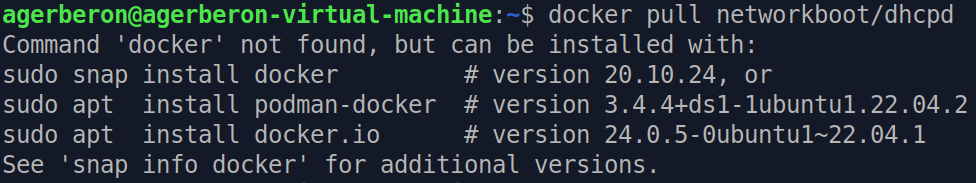 agerberon@agerberon-virtual-machine:~$ docker pull networkboot/dhcpd
Command 'docker' not found, but can be installed with:
sudo snap install docker         # version 20.10.24, or
sudo apt  install podman-docker  # version 3.4.4+ds1-1ubuntu1.22.04.2
sudo apt  install docker.io      # version 24.0.5-0ubuntu1~22.04.1
See 'snap info docker' for additional versions.